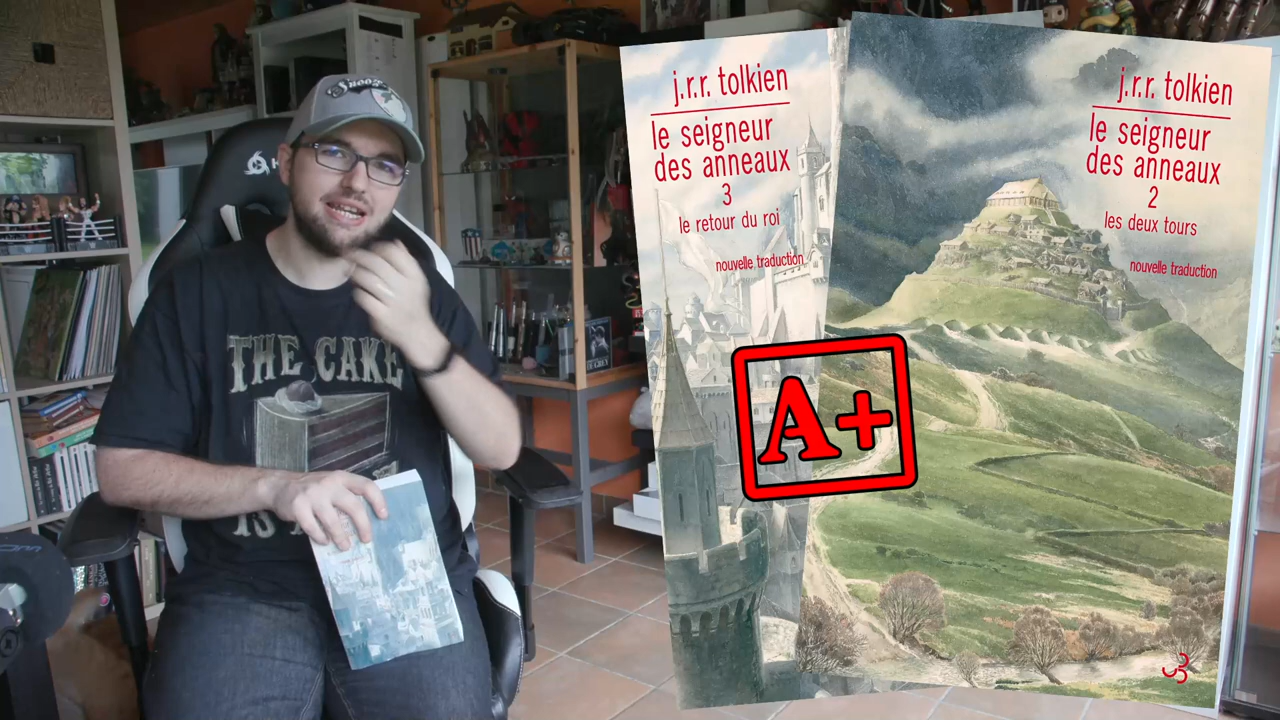 THE CAKE
j.r.r. tolkien
le seigneur
des anneaux
3
le retour du roi
nouvelle traduction
j.r.r. tolkien
le seigneur
des anneaux
2
les deux tours
nouvelle traduction
A+